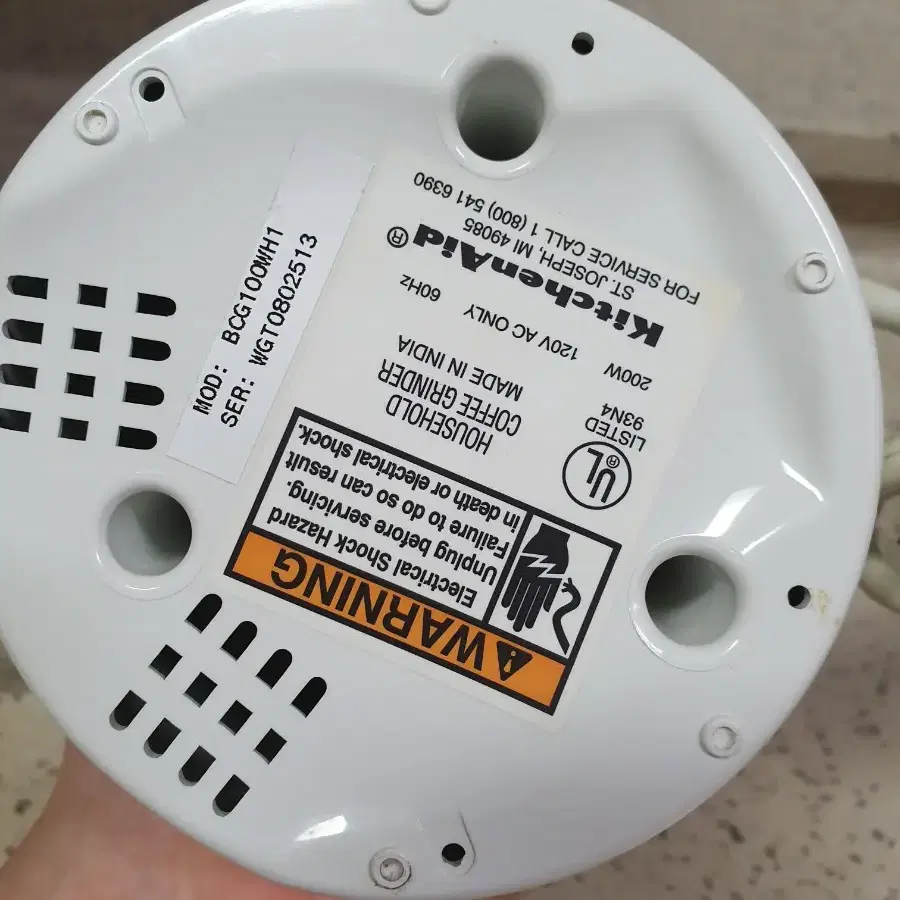 MOD: BCG100WH1
SER: WGT0802513
KitchenAid®
ST. JOSEPH, MI 49085
FOR SERVICE CALL 1 (800) 541 6390
200W 120V AC ONLY 60Hz
UL®
LISTED
93N4
HOUSEHOLD
COFFEE GRINDER
MADE IN INDIA
WARNING
Electrical Shock Hazard
Unplug before servicing.
Failure to do so can result
in death or electrical shock.